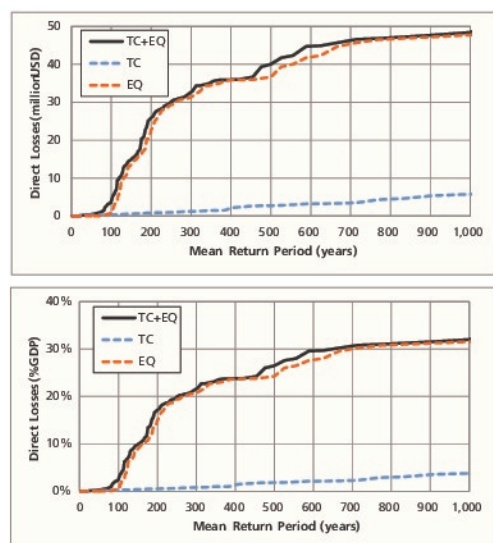 50
40
30
20
10
0
Direct Losses(milliorUSD)
TC+EQ
TC
EQ
0 100 200 300 400 500 600 700 800 900 1,000
Mean Return Period (years)
40%
30%
20%
10%
0%
Direct Losses(%GDP)
TC+EQ
TC
EQ
0 100 200 300 400 500 600 700 800 900 1,000
Mean Return Period (years)